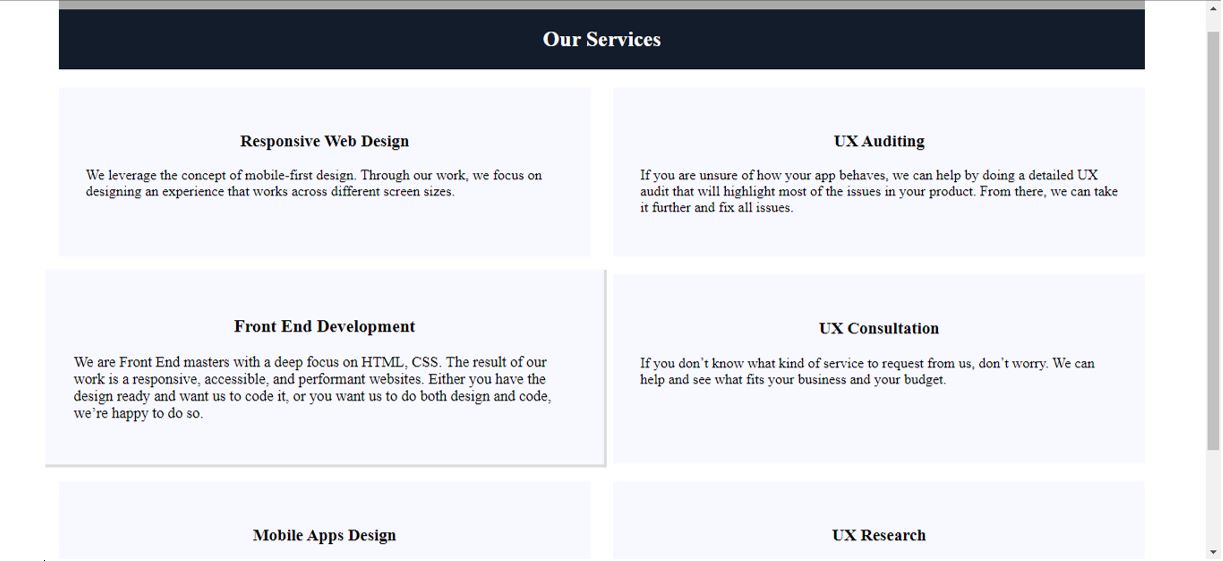 Our Services
Responsive Web Design
We leverage the concept of mobile-first design. Through our work, we focus on
designing an experience that works across different screen sizes.
UX Auditing
If you are unsure of how your app behaves, we can help by doing a detailed UX
audit that will highlight most of the issues in your product. From there, we can take
it further and fix all issues.
Front End Development
We are Front End masters with a deep focus on HTML, CSS. The result of our
work is a responsive, accessible, and performant websites. Either you have the
design ready and want us to code it, or you want us to do both design and code,
we’re happy to do so.
UX Consultation
If you don’t know what kind of service to request from us, don’t worry. We can
help and see what fits your business and your budget.
Mobile Apps Design
UX Research